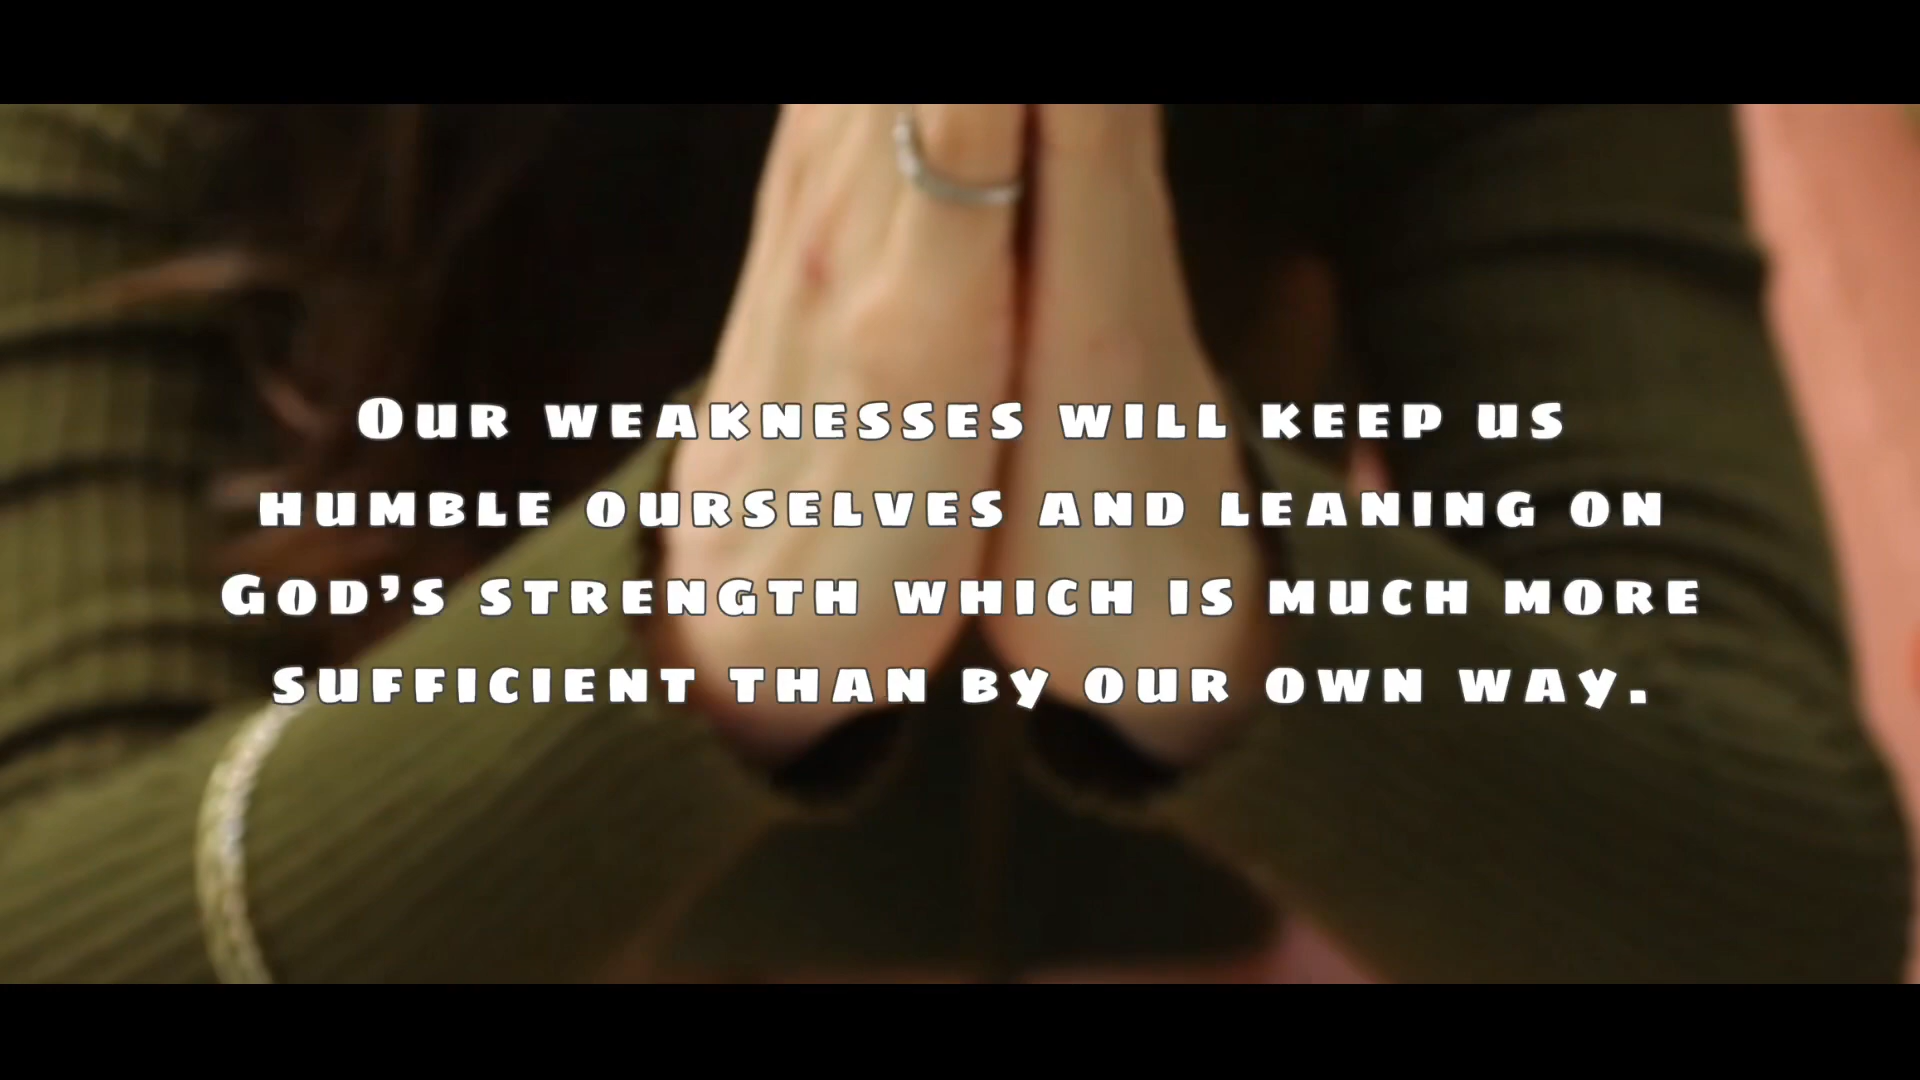 Our weaknesses will keep us
humble ourselves and leaning on
God’s strength which is much more
sufficient than by our own way.